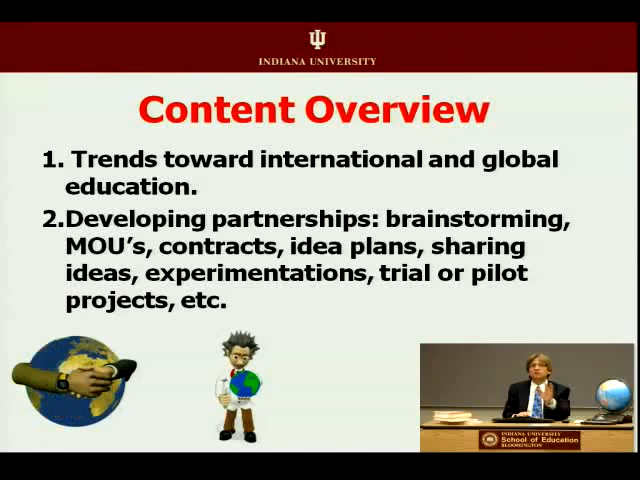 INDIANA UNIVERSITY
Content Overview
1. Trends toward international and global
education.
2.Developing partnerships: brainstorming,
MOU's, contracts, idea plans, sharing
ideas, experimentations, trial or pilot
projects, etc.
INDIANA UNIVERSITY
School of Education
BLOOMINGTON